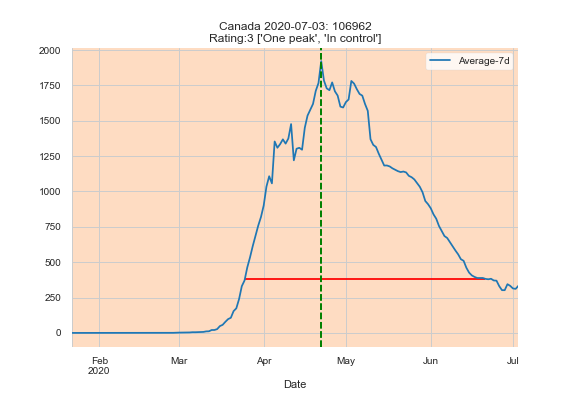 Canada 2020-07-03: 106962
Rating:3 ['One peak', 'In control']
Average-7d
2000
1750
1500
1250
1000
750
500
250
0
Feb
2020
Mar
Apr
May
Jun
Jul
Date